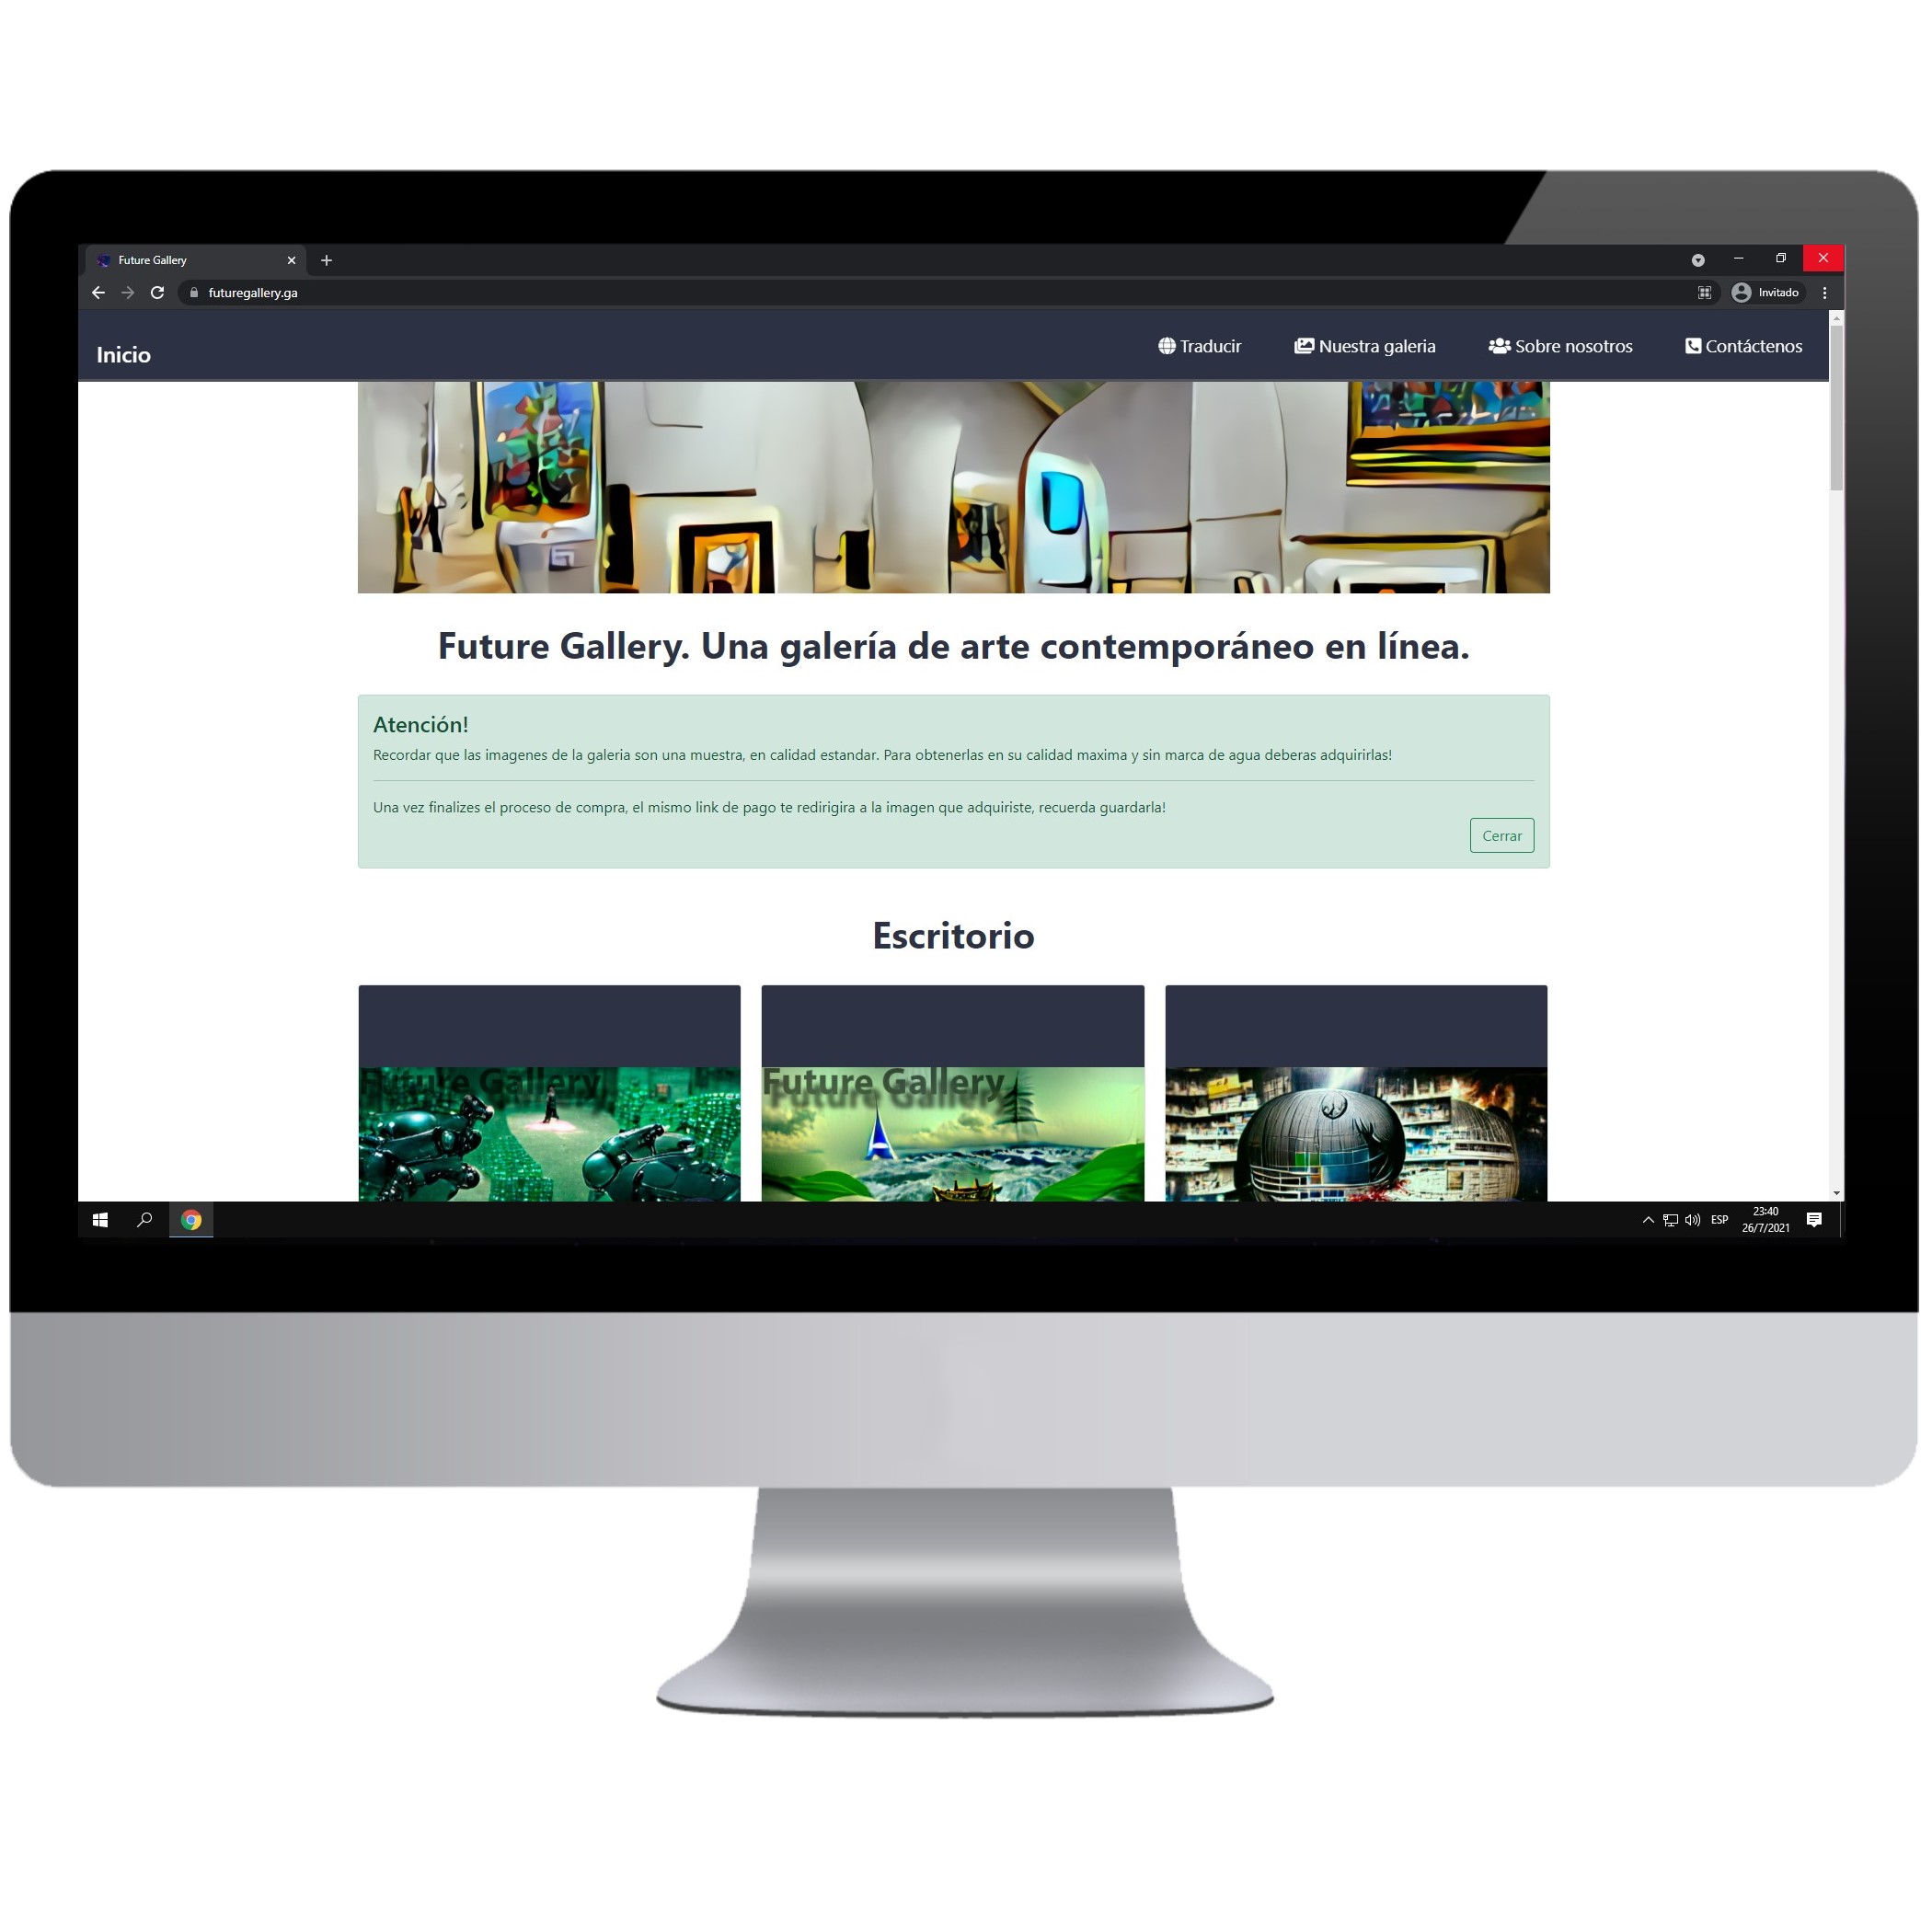 Future Gallery
futuregallery.ga
Invitado
Inicio
Traducir
Nuestra galeria
Sobre nosotros
Contáctenos
Future Gallery. Una galería de arte contemporáneo en línea.
Atención!
Recordar que las imagenes de la galeria son una muestra, en calidad estandar. Para obtenerlas en su calidad maxima y sin marca de agua deberas adquirirlas!
Una vez finalizes el proceso de compra, el mismo link de pago te redirigira a la imagen que adquiriste, recuerda guardarla!
Cerrar
Escritorio
Future Gallery
Future Gallery
ESP
23:40
26/7/2021